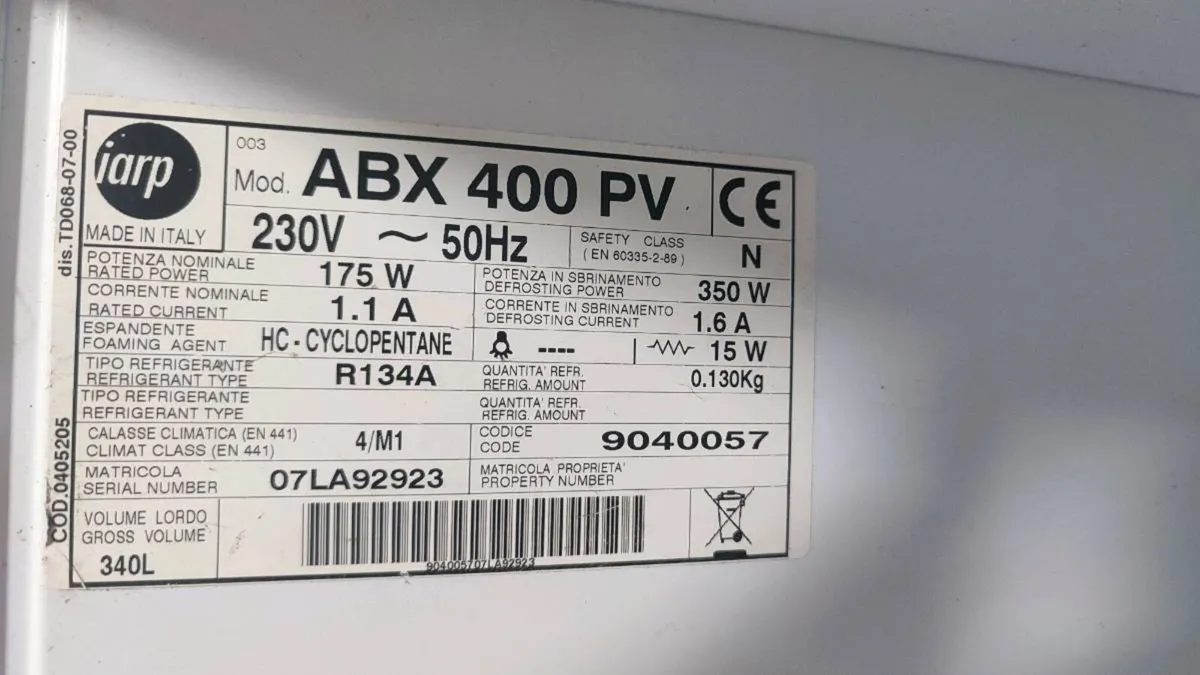 iarp
MADE IN ITALY
003
Mod. ABX 400 PV
CE
230V ~ 50Hz
SAFETY CLASS
( EN 60335-2-89 )
N
POTENZA NOMINALE
RATED POWER
175 W
POTENZA IN SBRINAMENTO
DEFROSTING POWER
350 W
CORRENTE NOMINALE
RATED CURRENT
1.1 A
CORRENTE IN SBRINAMENTO
DEFROSTING CURRENT
1.6 A
ESPANDENTE
FOAMING AGENT
HC - CYCLOPENTANE
----
15 W
TIPO REFRIGERANTE
REFRIGERANT TYPE
R134A
QUANTITA' REFR.
REFRIG. AMOUNT
0.130Kg
TIPO REFRIGERANTE
REFRIGERANT TYPE
QUANTITA' REFR.
REFRIG. AMOUNT
CALASSE CLIMATICA (EN 441)
CLIMAT CLASS (EN 441)
4/M1
CODICE
CODE
9040057
MATRICOLA
SERIAL NUMBER
07LA92923
MATRICOLA PROPRIETA'
PROPERTY NUMBER
VOLUME LORDO
GROSS VOLUME
340L
904005707LA92923
dis.TD068-07-00
COD.0405205